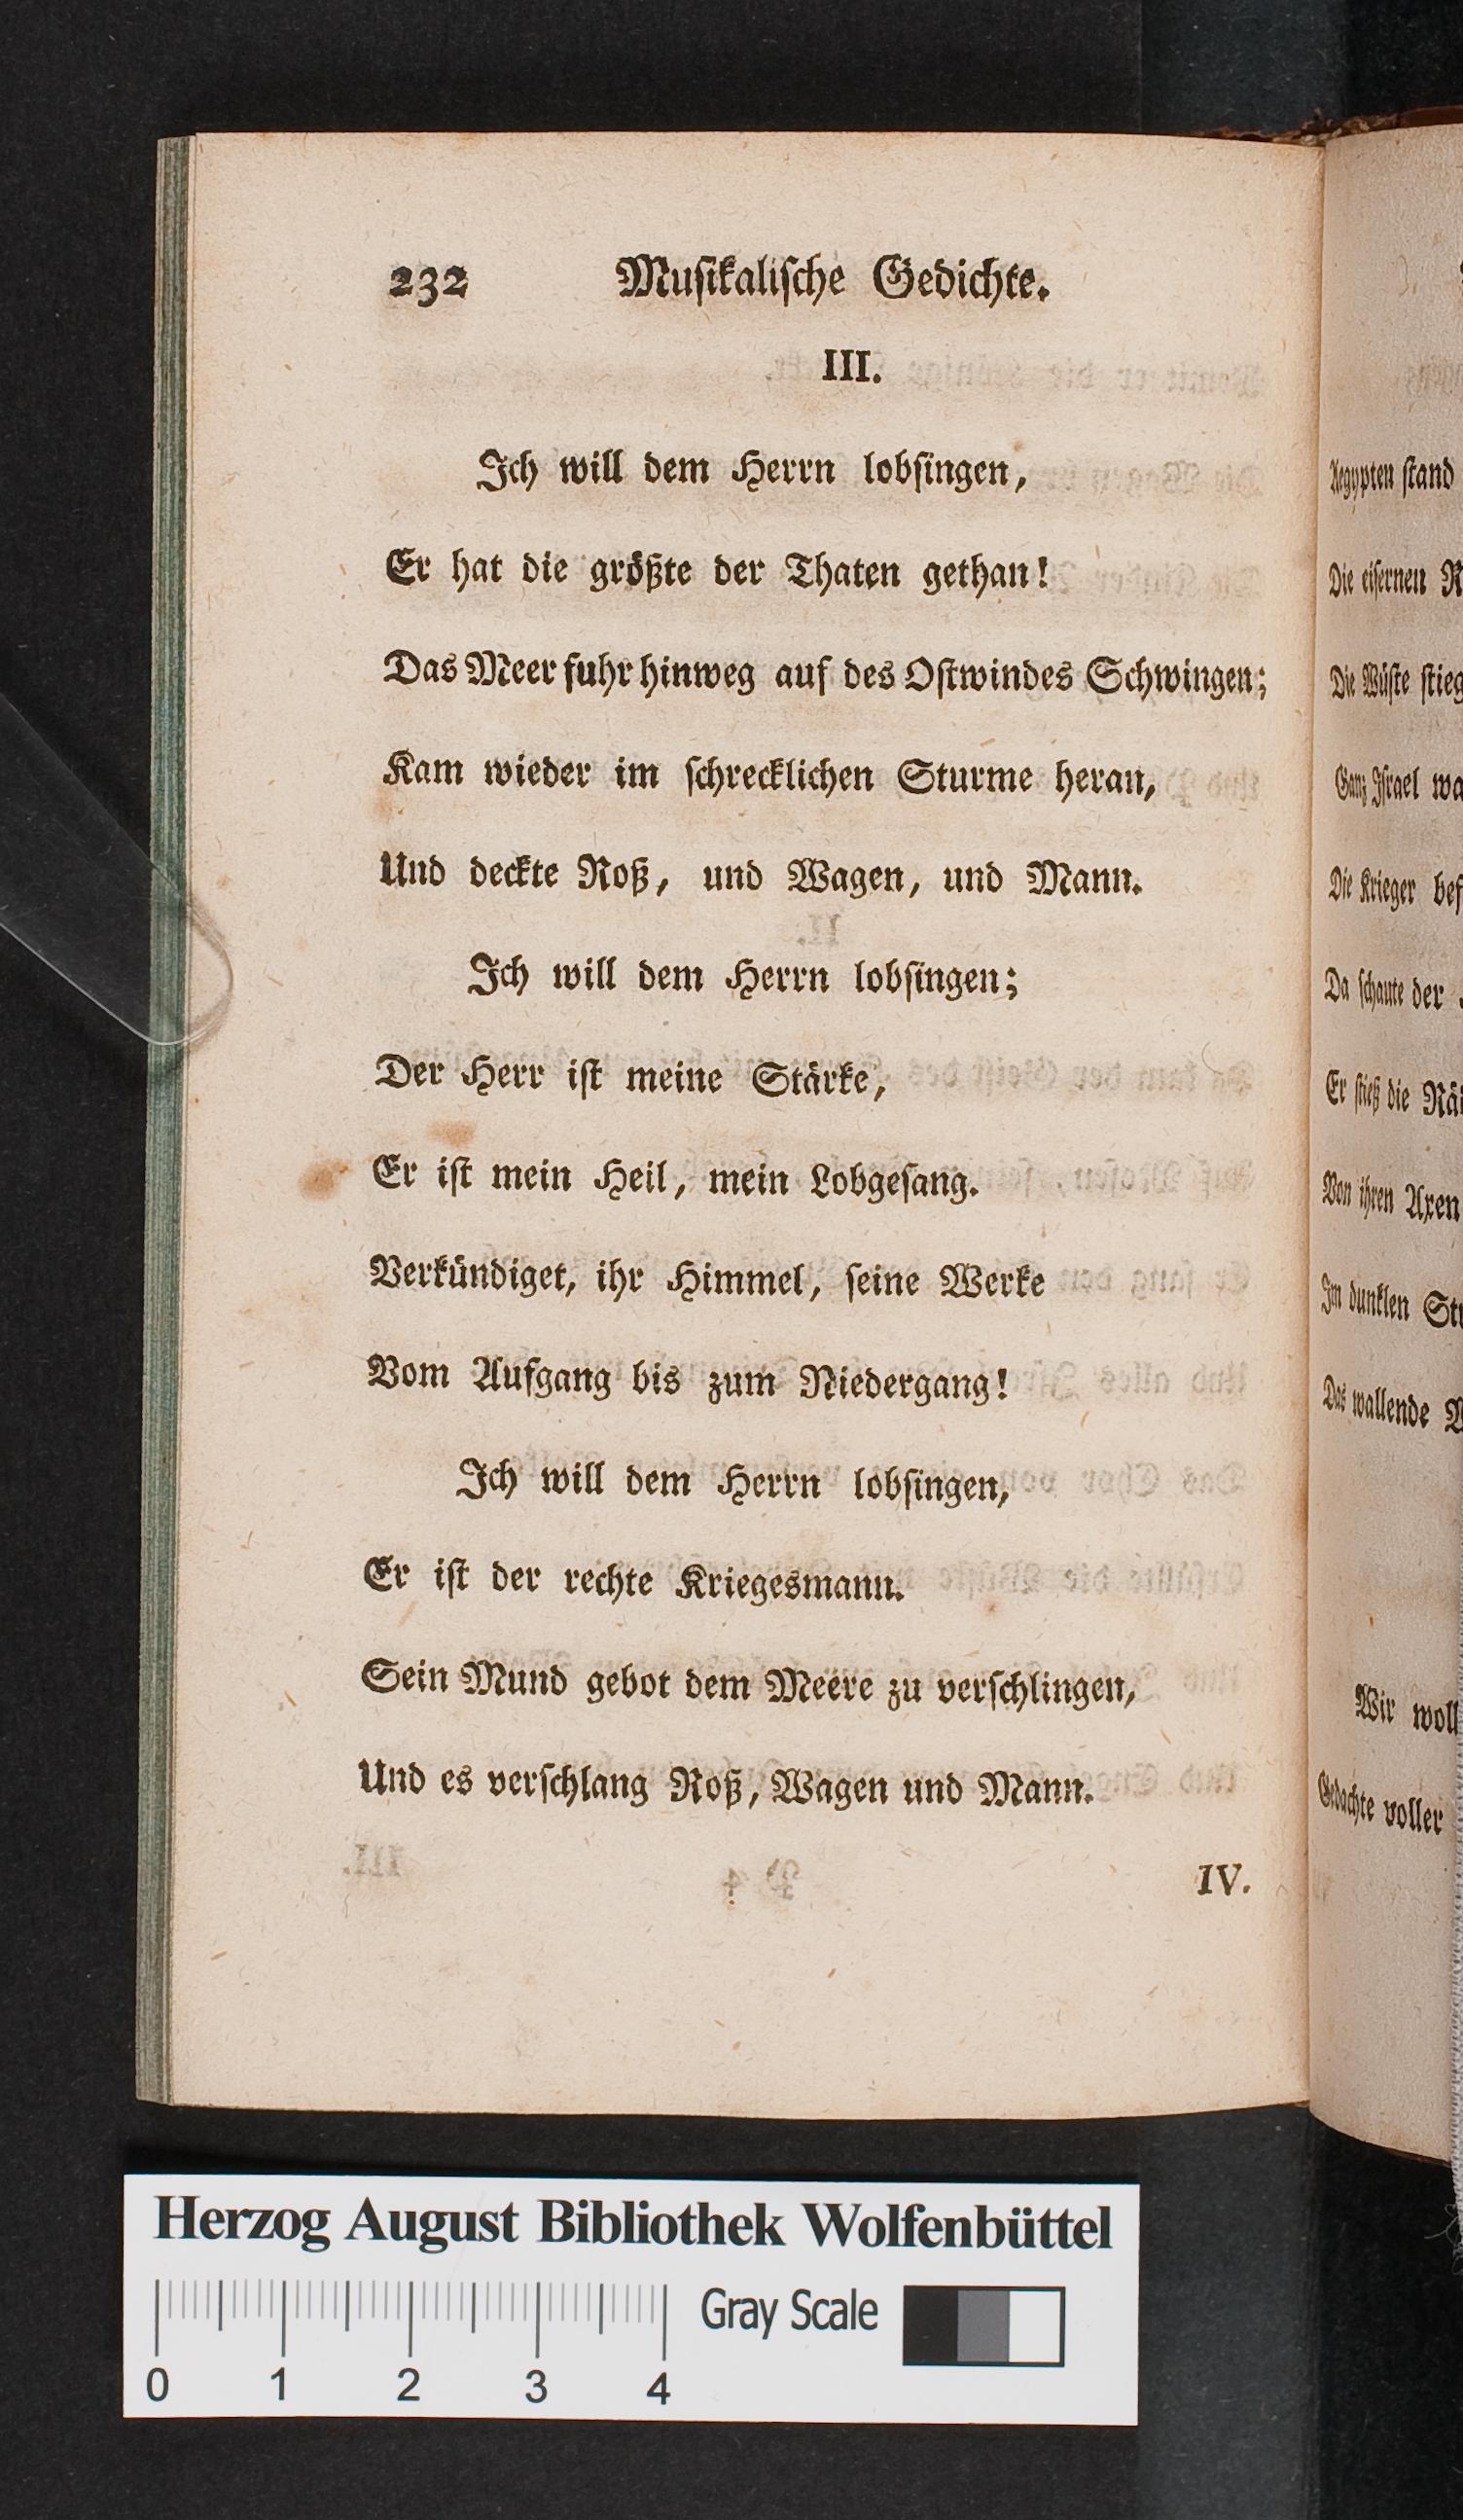 232 Muſikaliſche Gedichte.
III.
Ich will dem Herrn lobſingen,
Er hat die größte der Thaten gethan!
Das Meer fuhr hinweg auf des Oſtwindes Schwingen;
Kam wieder im ſchrecklichen Sturme heran,
Und deckte Roß, und Wagen, und Mann.
Ich will dem Herrn lobſingen;
Der Herr iſt meine Stärke,
Er iſt mein Heil, mein Lobgeſang.
Verkündiget, ihr Himmel, ſeine Werke
Vom Aufgang bis zum Niedergang!
Ich will dem Herrn lobſingen,
Er iſt der rechte Kriegesmann.
Sein Mund gebot dem Meere zu verſchlingen,
Und es verſchlang Roß, Wagen und Mann.
IV.
Aegypten ſtand
Die eiſernen
Die Wüſte ſtieg
Ganz Iſrael
Die Krieger
Da ſchaute der
Er ſtieß die
Von ihren Axen
Im dunklen
Das wallende
Wir
Gedachte voller
Herzog August Bibliothek Wolfenbüttel
Gray Scale
0 1 2 3 4